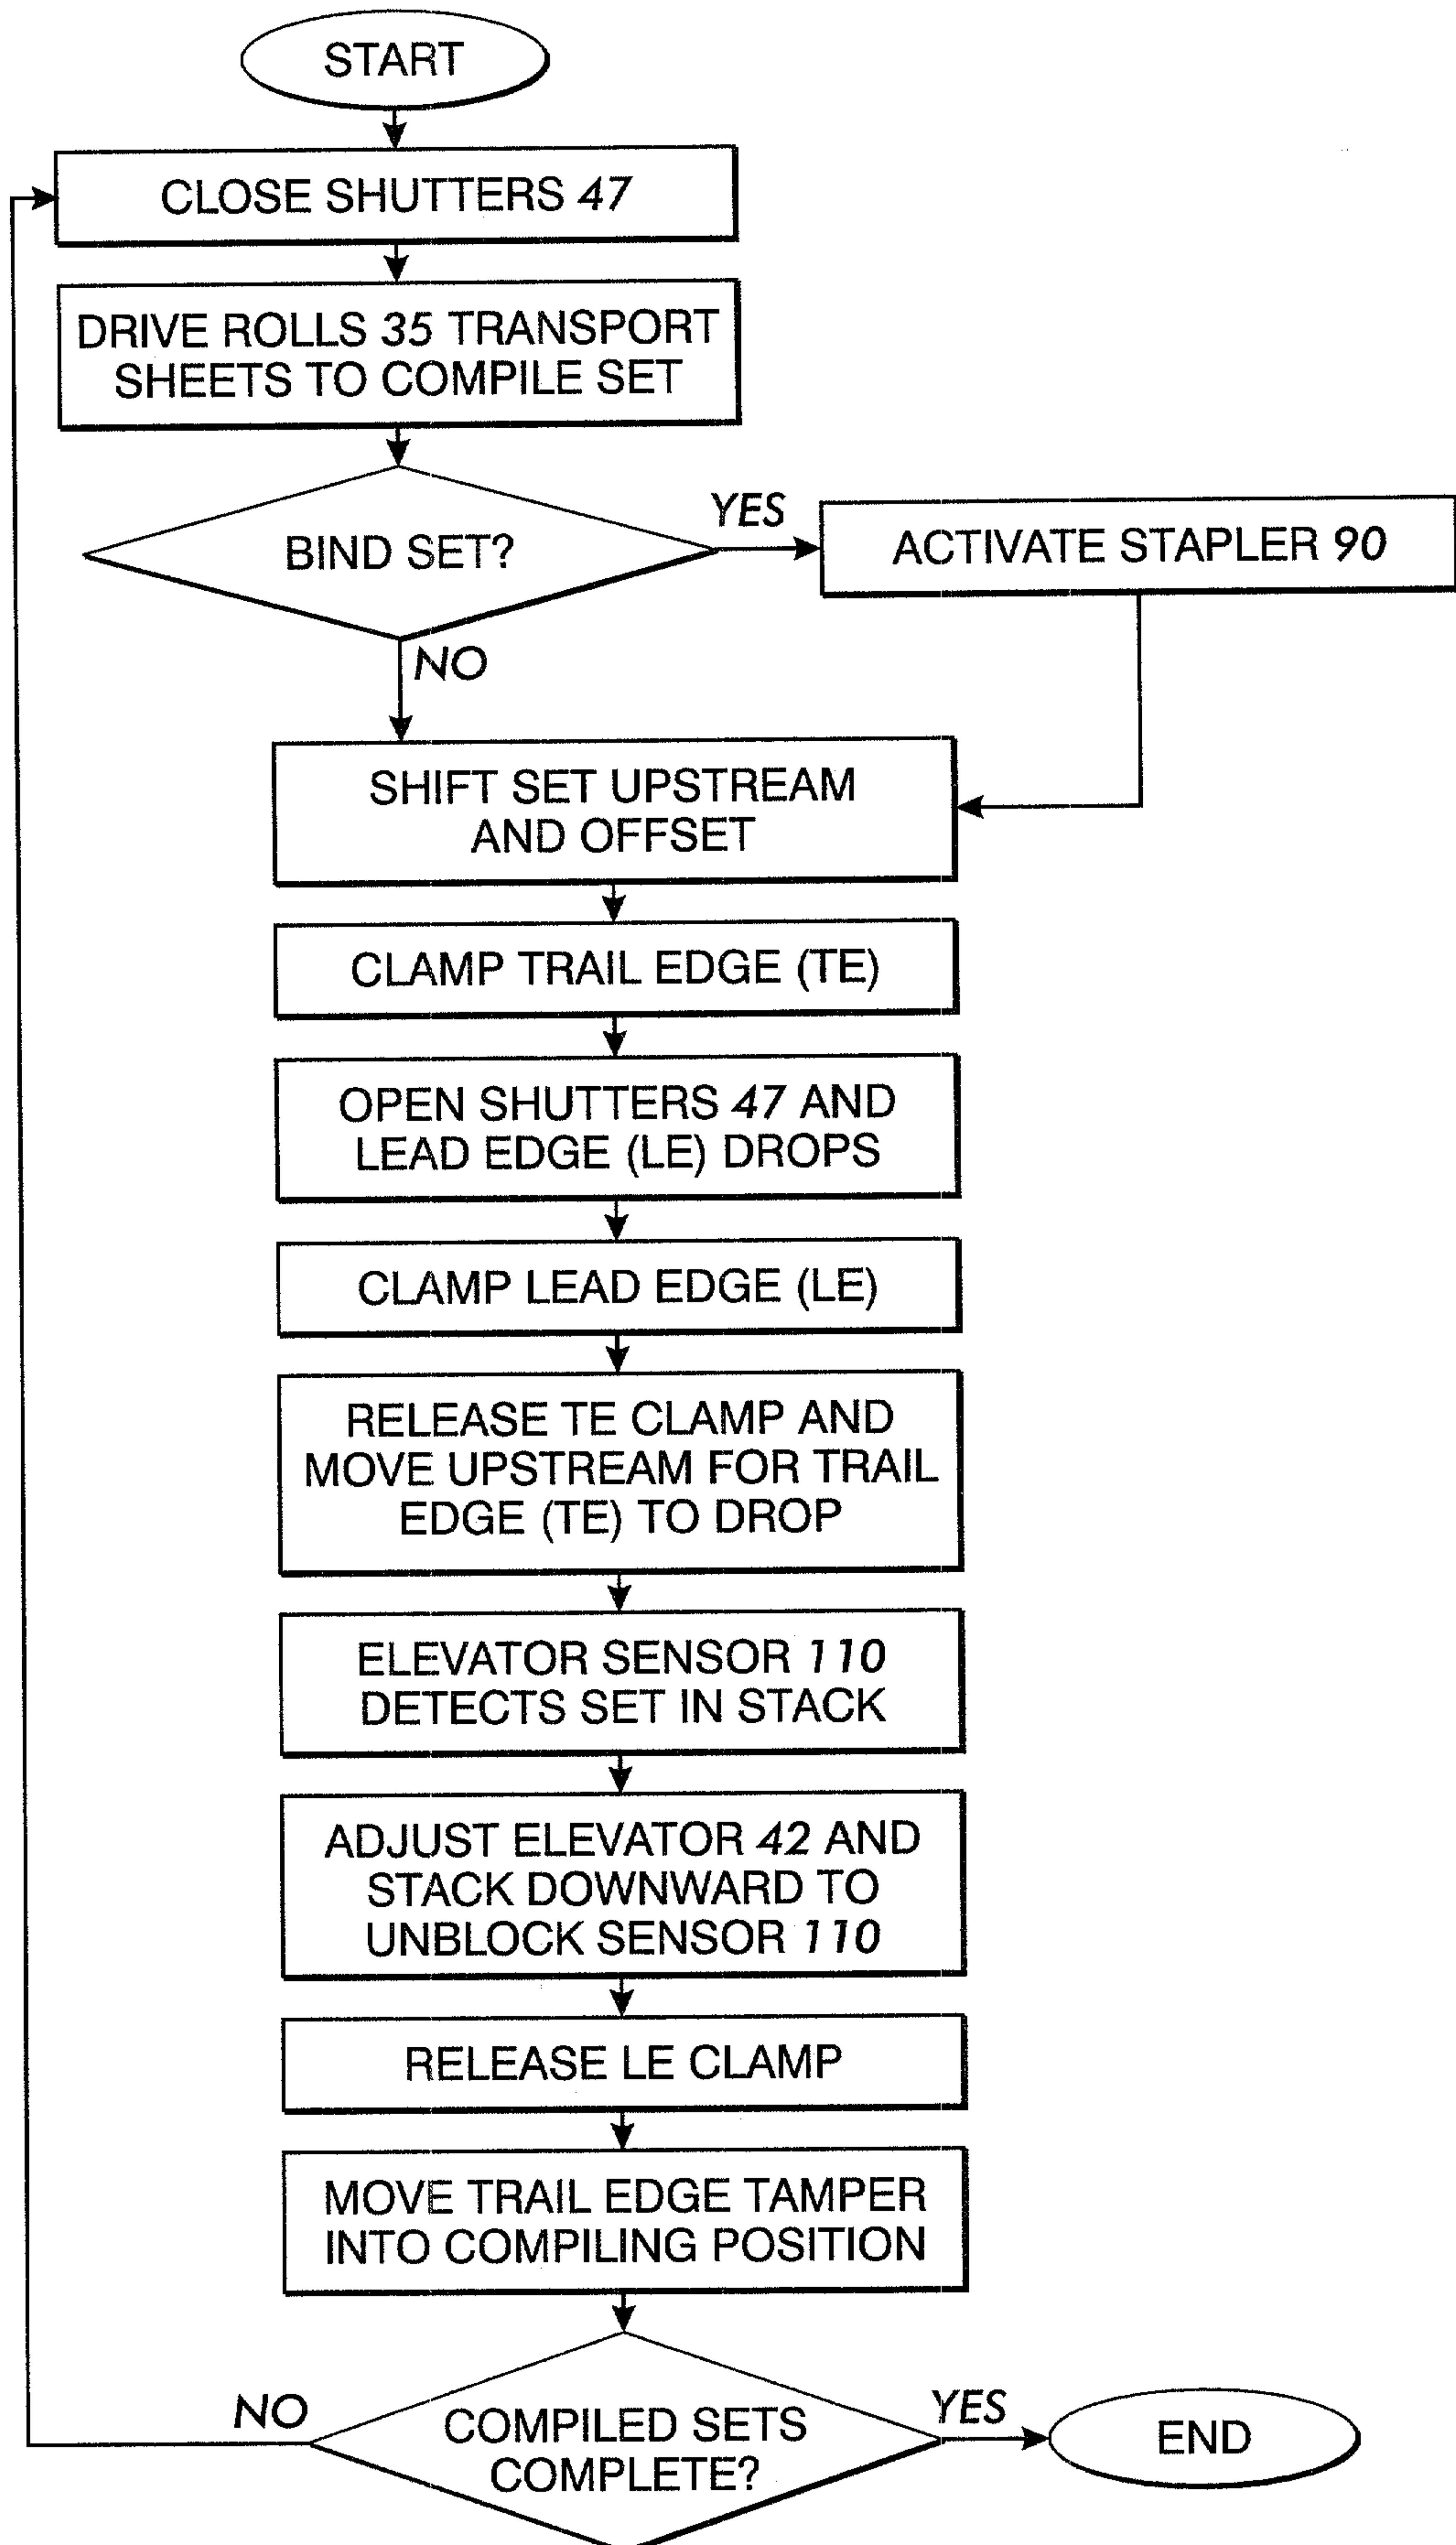 START
CLOSE SHUTTERS 47
DRIVE ROLLS 35 TRANSPORT
SHEETS TO COMPILE SET
BIND SET?
YES
ACTIVATE STAPLER 90
NO
SHIFT SET UPSTREAM
AND OFFSET
CLAMP TRAIL EDGE (TE)
OPEN SHUTTERS 47 AND
LEAD EDGE (LE) DROPS
CLAMP LEAD EDGE (LE)
RELEASE TE CLAMP AND
MOVE UPSTREAM FOR TRAIL
EDGE (TE) TO DROP
ELEVATOR SENSOR 110
DETECTS SET IN STACK
ADJUST ELEVATOR 42 AND
STACK DOWNWARD TO
UNBLOCK SENSOR 110
RELEASE LE CLAMP
MOVE TRAIL EDGE TAMPER
INTO COMPILING POSITION
NO
COMPILED SETS
COMPLETE?
YES
END